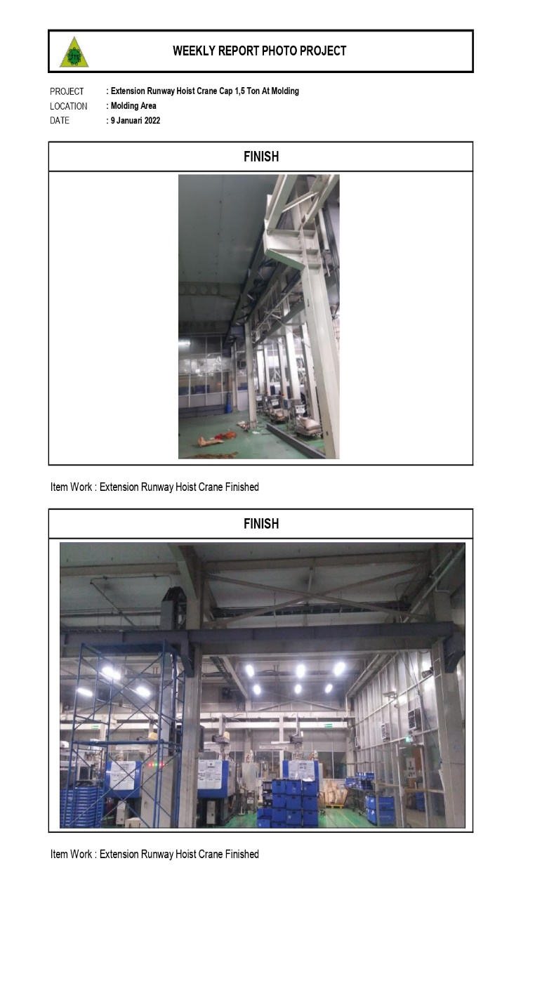 WEEKLY REPORT PHOTO PROJECT
PROJECT : Extension Runway Hoist Crane Cap 1,5 Ton At Molding
LOCATION : Molding Area
DATE : 9 Januari 2022
FINISH
Item Work : Extension Runway Hoist Crane Finished
FINISH
Item Work : Extension Runway Hoist Crane Finished